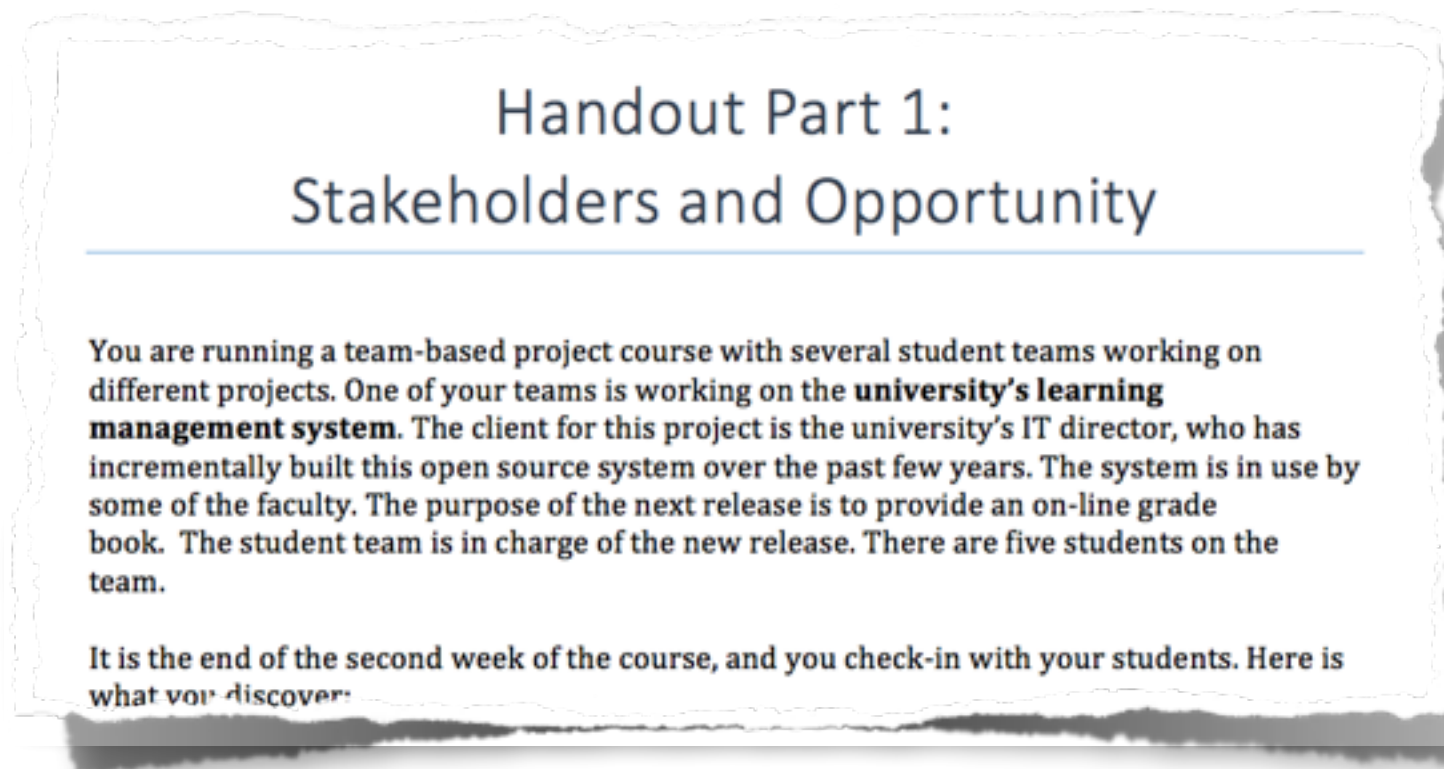 Handout Part 1:
Stakeholders and Opportunity
You are running a team-based project course with several student teams working on
different projects. One of your teams is working on the university's learning
management system. The client for this project is the university's IT director, who has
incrementally built this open source system over the past few years. The system is in use by
some of the faculty. The purpose of the next release is to provide an on-line grade
book.  The student team is in charge of the new release. There are five students on the
team.
It is the end of the second week of the course, and you check-in with your students. Here is
what you discover: